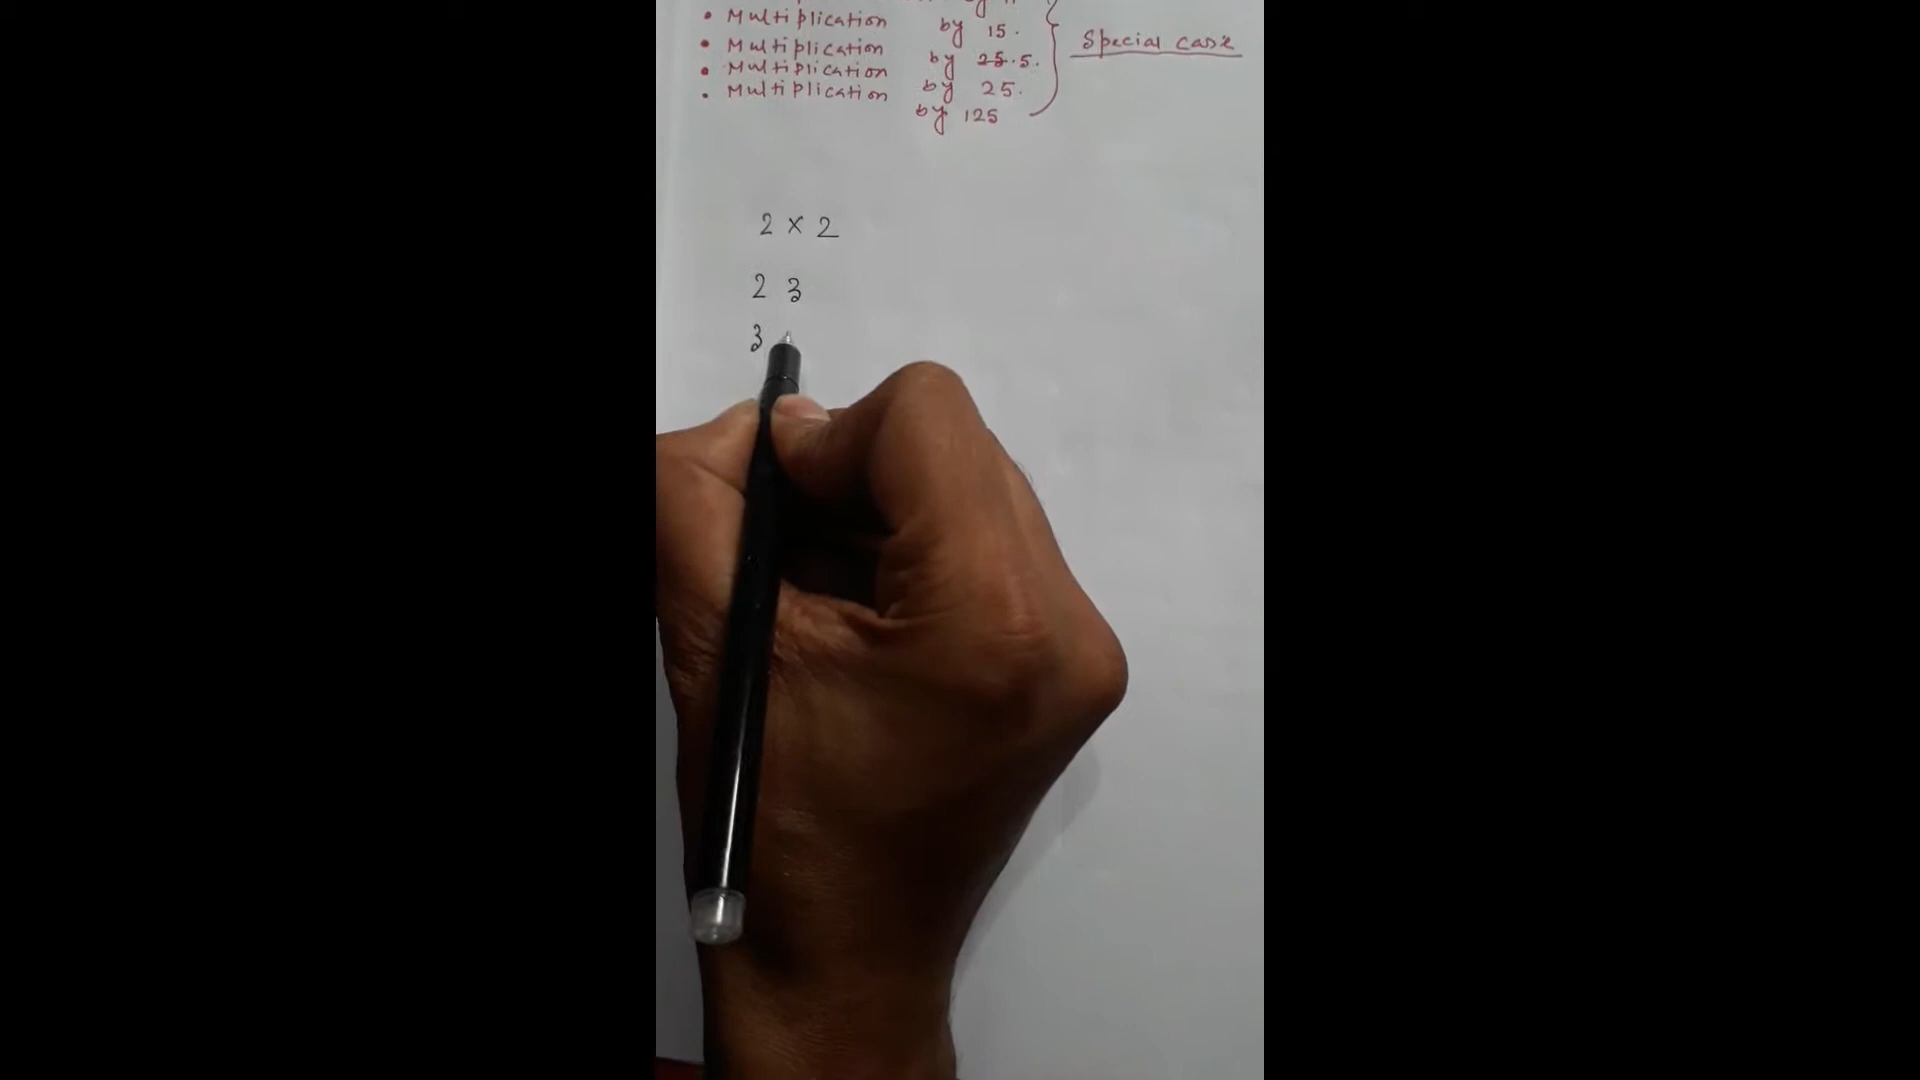 • Multiplication by 15.
• Multiplication by 25.5.
• Multiplication by 25.
• Multiplication by 125
Special case
2 × 2
2 3
3